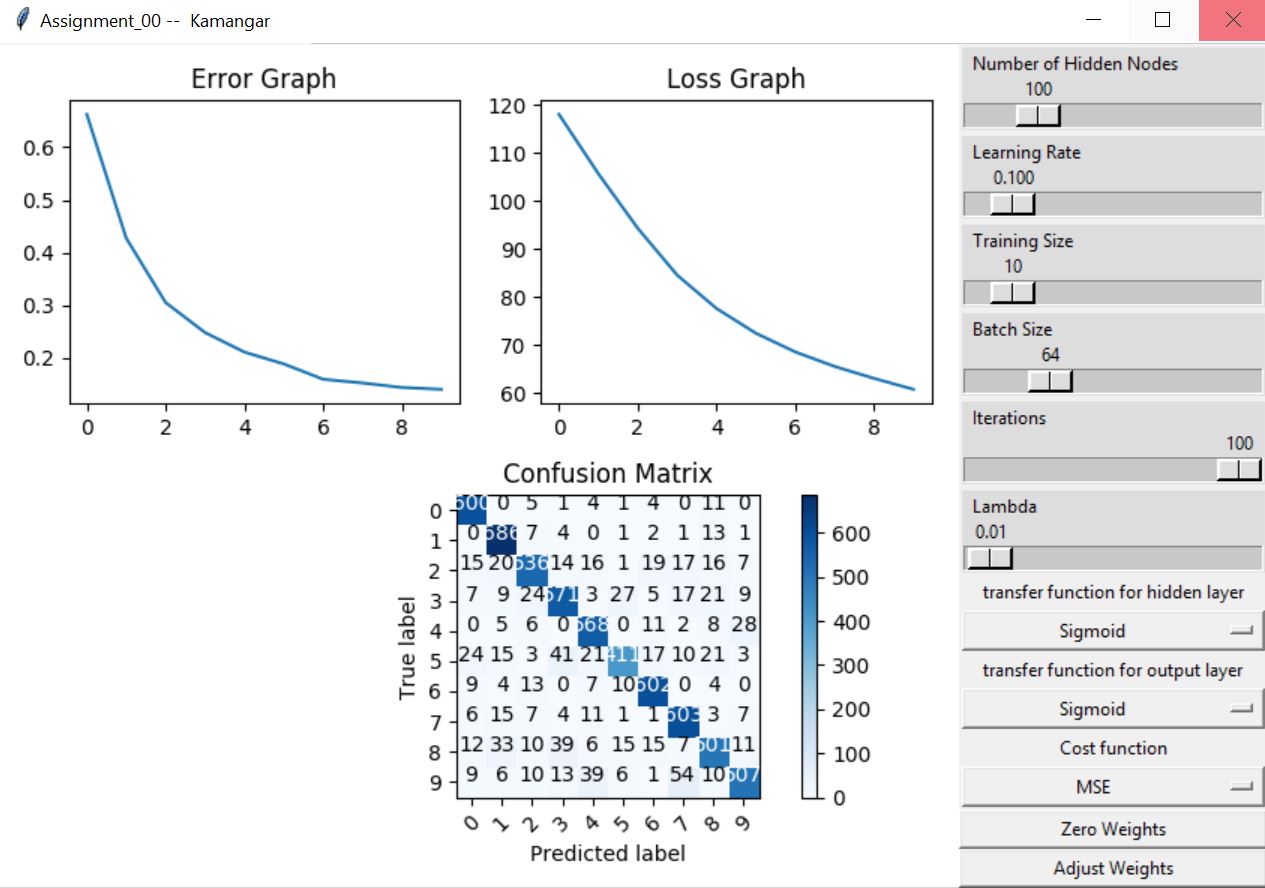 Assignment_00 -- Kamangar
Error Graph
0.6
0.5
0.4
0.3
0.2
0 2 4 6 8
Loss Graph
120
110
100
90
80
70
60
0 2 4 6 8
Confusion Matrix
True label
0 600 0 5 1 4 1 4 0 11 0
1 0 686 7 4 0 1 2 1 13 1
2 15 20 536 14 16 1 19 17 16 7
3 7 9 24 571 3 27 5 17 21 9
4 0 5 6 0 568 0 11 2 8 28
5 24 15 3 41 21 411 17 10 21 3
6 9 4 13 0 7 10 602 0 4 0
7 6 15 7 4 11 1 1 603 3 7
8 12 33 10 39 6 15 15 7 501 11
9 9 6 10 13 39 6 1 54 10 507
0 1 2 3 4 5 6 7 8 9
Predicted label
600
500
400
300
200
100
0
Number of Hidden Nodes
100
Learning Rate
0.100
Training Size
10
Batch Size
64
Iterations
100
Lambda
0.01
transfer function for hidden layer
Sigmoid
transfer function for output layer
Sigmoid
Cost function
MSE
Zero Weights
Adjust Weights